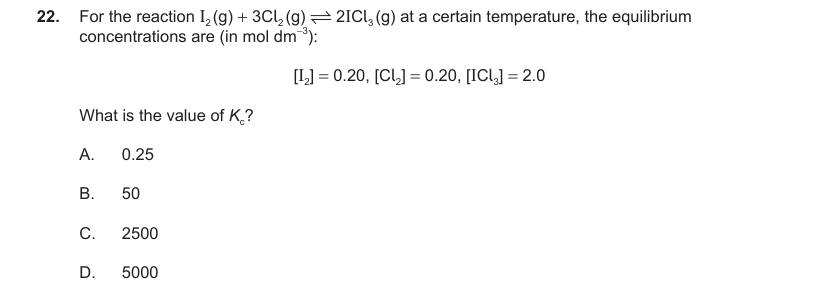 22. For the reaction I₂(g) + 3Cl₂(g) ⇌ 2ICl₃(g) at a certain temperature, the equilibrium
concentrations are (in mol dm⁻³):
[I₂] = 0.20, [Cl₂] = 0.20, [ICl₃] = 2.0
What is the value of K꜀?
A. 0.25
B. 50
C. 2500
D. 5000